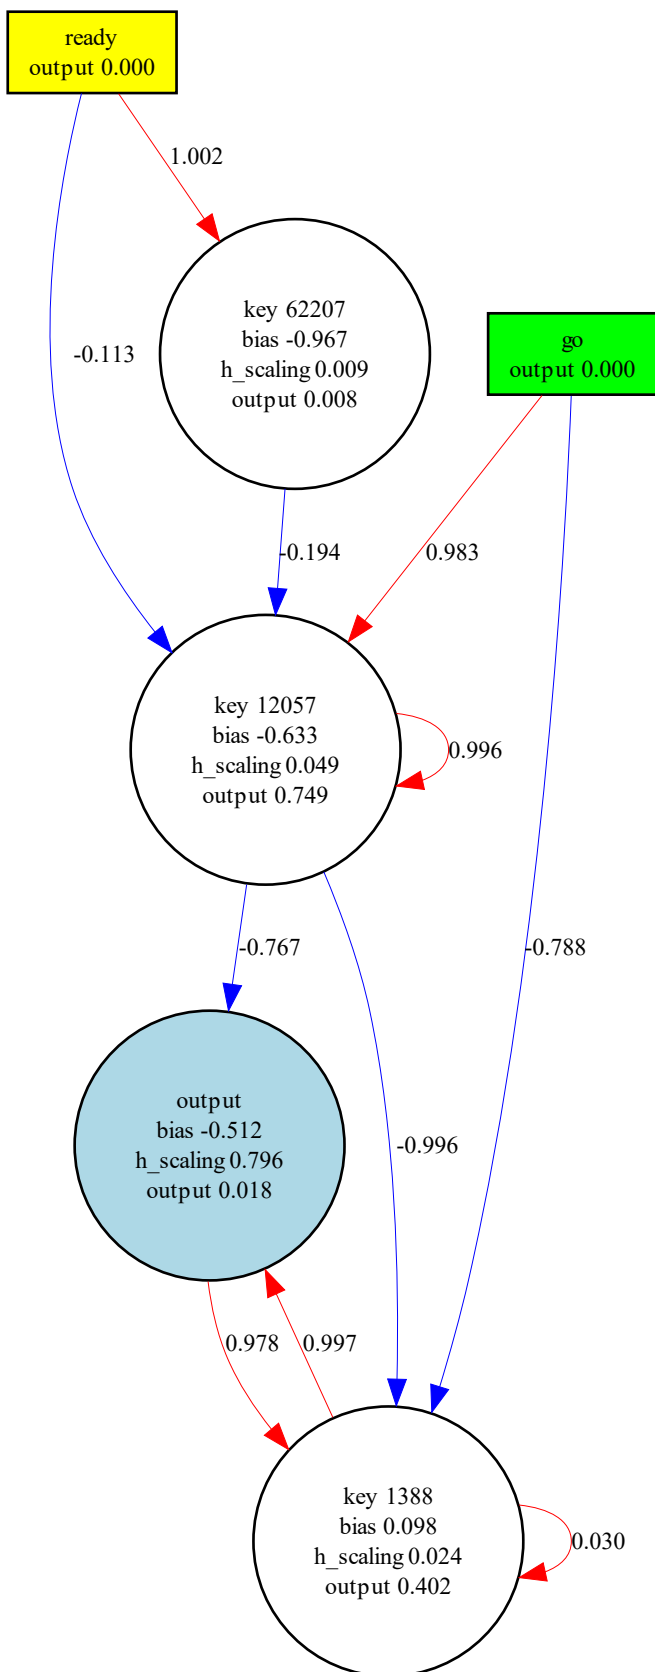 ready
output 0.000
1.002
key 62207
bias -0.967
h_scaling 0.009
output 0.008
go
output 0.000
-0.113
-0.194
0.983
key 12057
bias -0.633
h_scaling 0.049
output 0.749
0.996
-0.767
-0.788
output
bias -0.512
h_scaling 0.796
output 0.018
-0.996
0.978
0.997
key 1388
bias 0.098
h_scaling 0.024
output 0.402
0.030